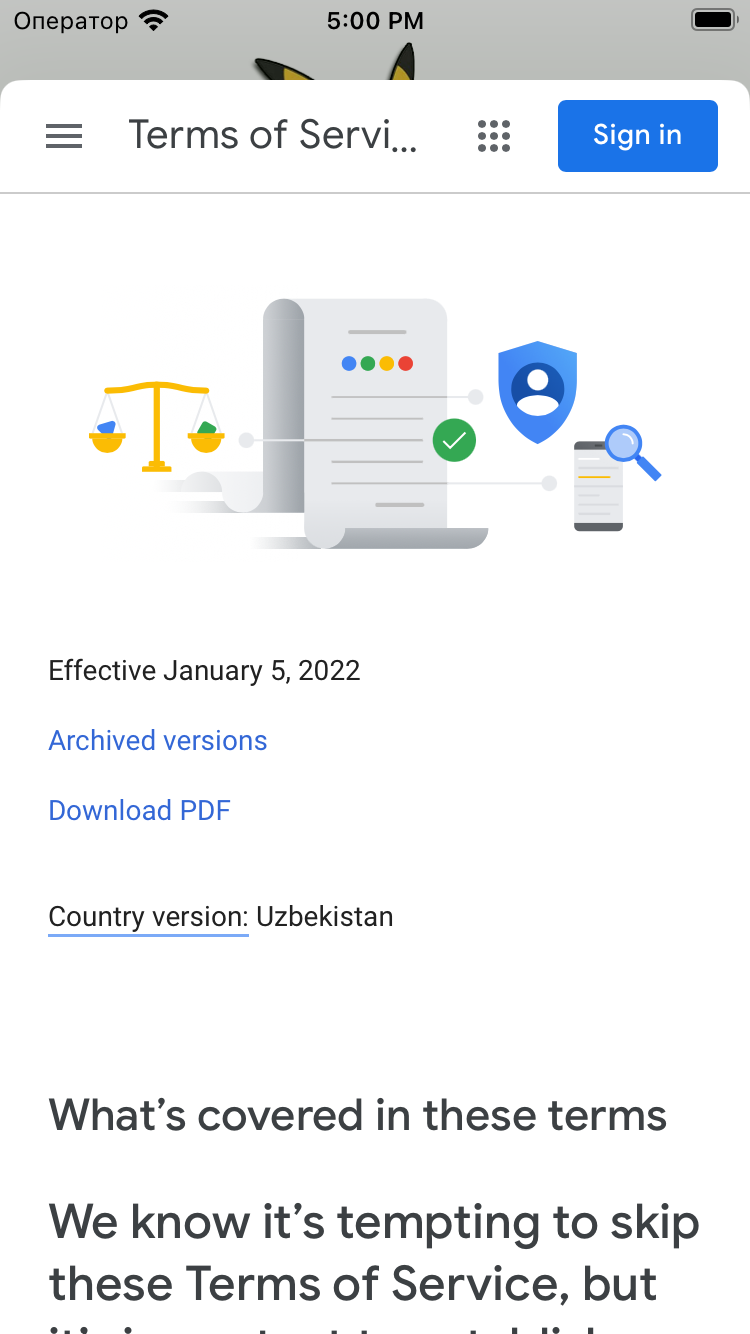 Оператор 5:00 PM
Terms of Servi... Sign in
Effective January 5, 2022
Archived versions
Download PDF
Country version: Uzbekistan
What’s covered in these terms
We know it’s tempting to skip
these Terms of Service, but